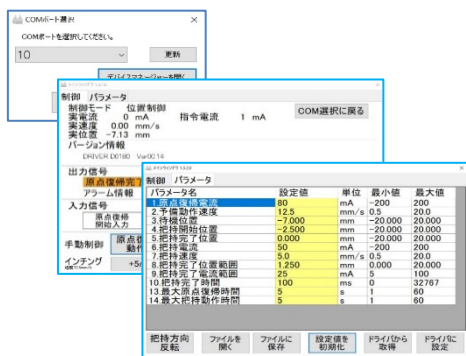 COMポート選択
COMポートを選択してください。
10
更新
デバイスマネージャーを開く
制御 パラメータ
制御モード 位置制御
実電流 0 mA 指令電流 1 mA
実速度 0.00 mm/s
実位置 -7.13 mm
COM選択に戻る
バージョン情報
DRIVER D0180 Ver00.14
出力信号
原点復帰完了
アラーム情報
入力信号
原点復帰
開始入力
手動制御
インチング
制御 パラメータ
パラメータ名 設定値 単位 最小値 最大値
1.原点復帰電流 80 mA -200 200
2.予備動作速度 12.5 mm/s 0.5 20.0
3.待機位置 -7.000 mm -20.000 20.000
4.把持開始位置 -2.500 mm -20.000 20.000
5.把持完了位置 0.000 mm -20.000 20.000
6.把持電流 50 mA -200 200
7.把持速度 5.0 mm/s 0.5 20.0
8.把持完了位置範囲 1.250 mm 0.000 20.000
9.把持完了電流範囲 25 mA 5 100
10.把持完了時間 100 ms 0 32767
13.最大原点復帰時間 5 s 1 60
14.最大把持動作時間 5 s 1 60
把持方向
反転
ファイルを
開く
ファイルに
保存
設定値を
初期化
ドライバから
取得
ドライバに
設定